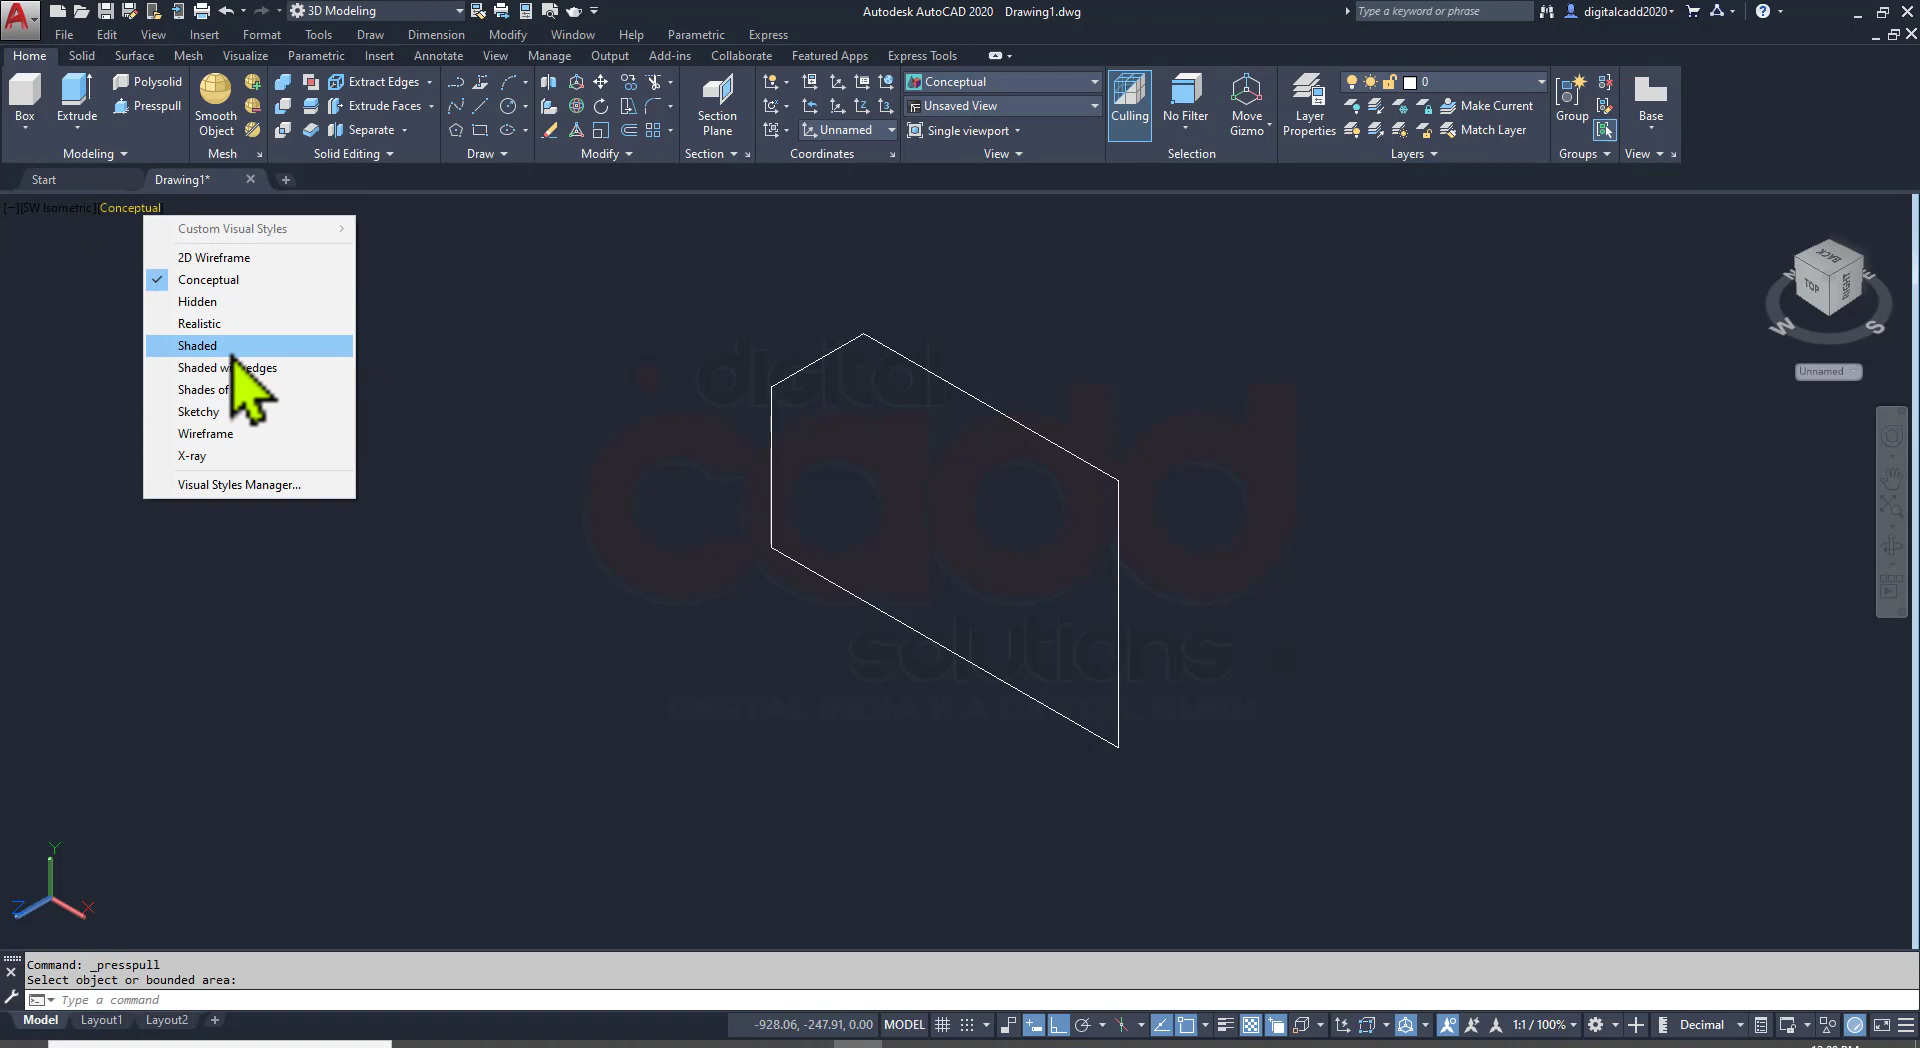 3D Modeling
Autodesk AutoCAD 2020 Drawing1.dwg
Type a keyword or phrase
digitalcadd2020
File Edit View Insert Format Tools Draw Dimension Modify Window Help Parametric Express
Home Solid Surface Mesh Visualize Parametric Insert Annotate View Manage Output Add-ins Collaborate Featured Apps Express Tools
Box
Extrude
Polysolid
Presspull
Modeling
Smooth Object
Mesh
Extract Edges
Extrude Faces
Separate
Solid Editing
Draw
Modify
Section Plane
Section
Unnamed
Coordinates
Conceptual
Unsaved View
Single viewport
View
Culling
No Filter
Move Gizmo
Selection
Layer Properties
0
Make Current
Match Layer
Layers
Group
Groups
Base
View
Start
Drawing1*
[−][SW Isometric][Conceptual]
Custom Visual Styles
2D Wireframe
Conceptual
Hidden
Realistic
Shaded
Shaded w edges
Shades of
Sketchy
Wireframe
X-ray
Visual Styles Manager...
BACK
TOP
RIGHT
W
S
Unnamed
digital
cadd
solutions
Y
Z
X
Command: _presspull
Select object or bounded area:
Type a command
Model Layout1 Layout2
-928.06, -247.91, 0.00 MODEL
1:1 / 100%
Decimal